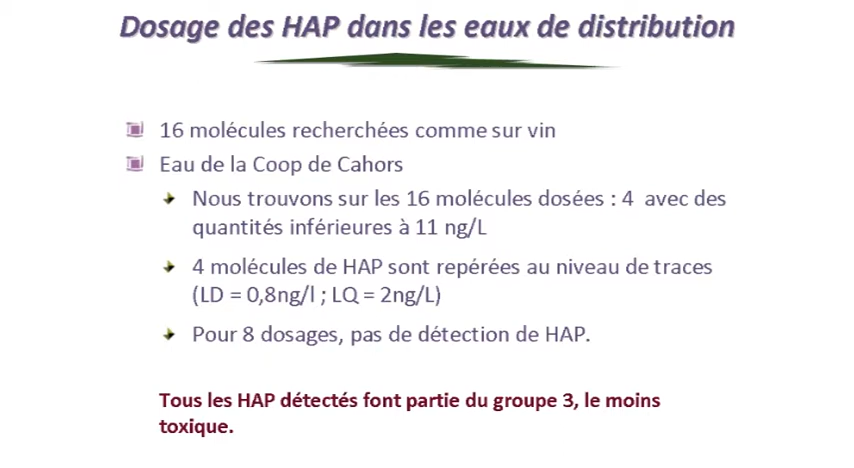 Dosage des HAP dans les eaux de distribution
16 molécules recherchées comme sur vin
Eau de la Coop de Cahors
Nous trouvons sur les 16 molécules dosées : 4 avec des
quantités inférieures à 11 ng/L
4 molécules de HAP sont repérées au niveau de traces
(LD = 0,8ng/l ; LQ = 2ng/L)
Pour 8 dosages, pas de détection de HAP.
Tous les HAP détectés font partie du groupe 3, le moins
toxique.